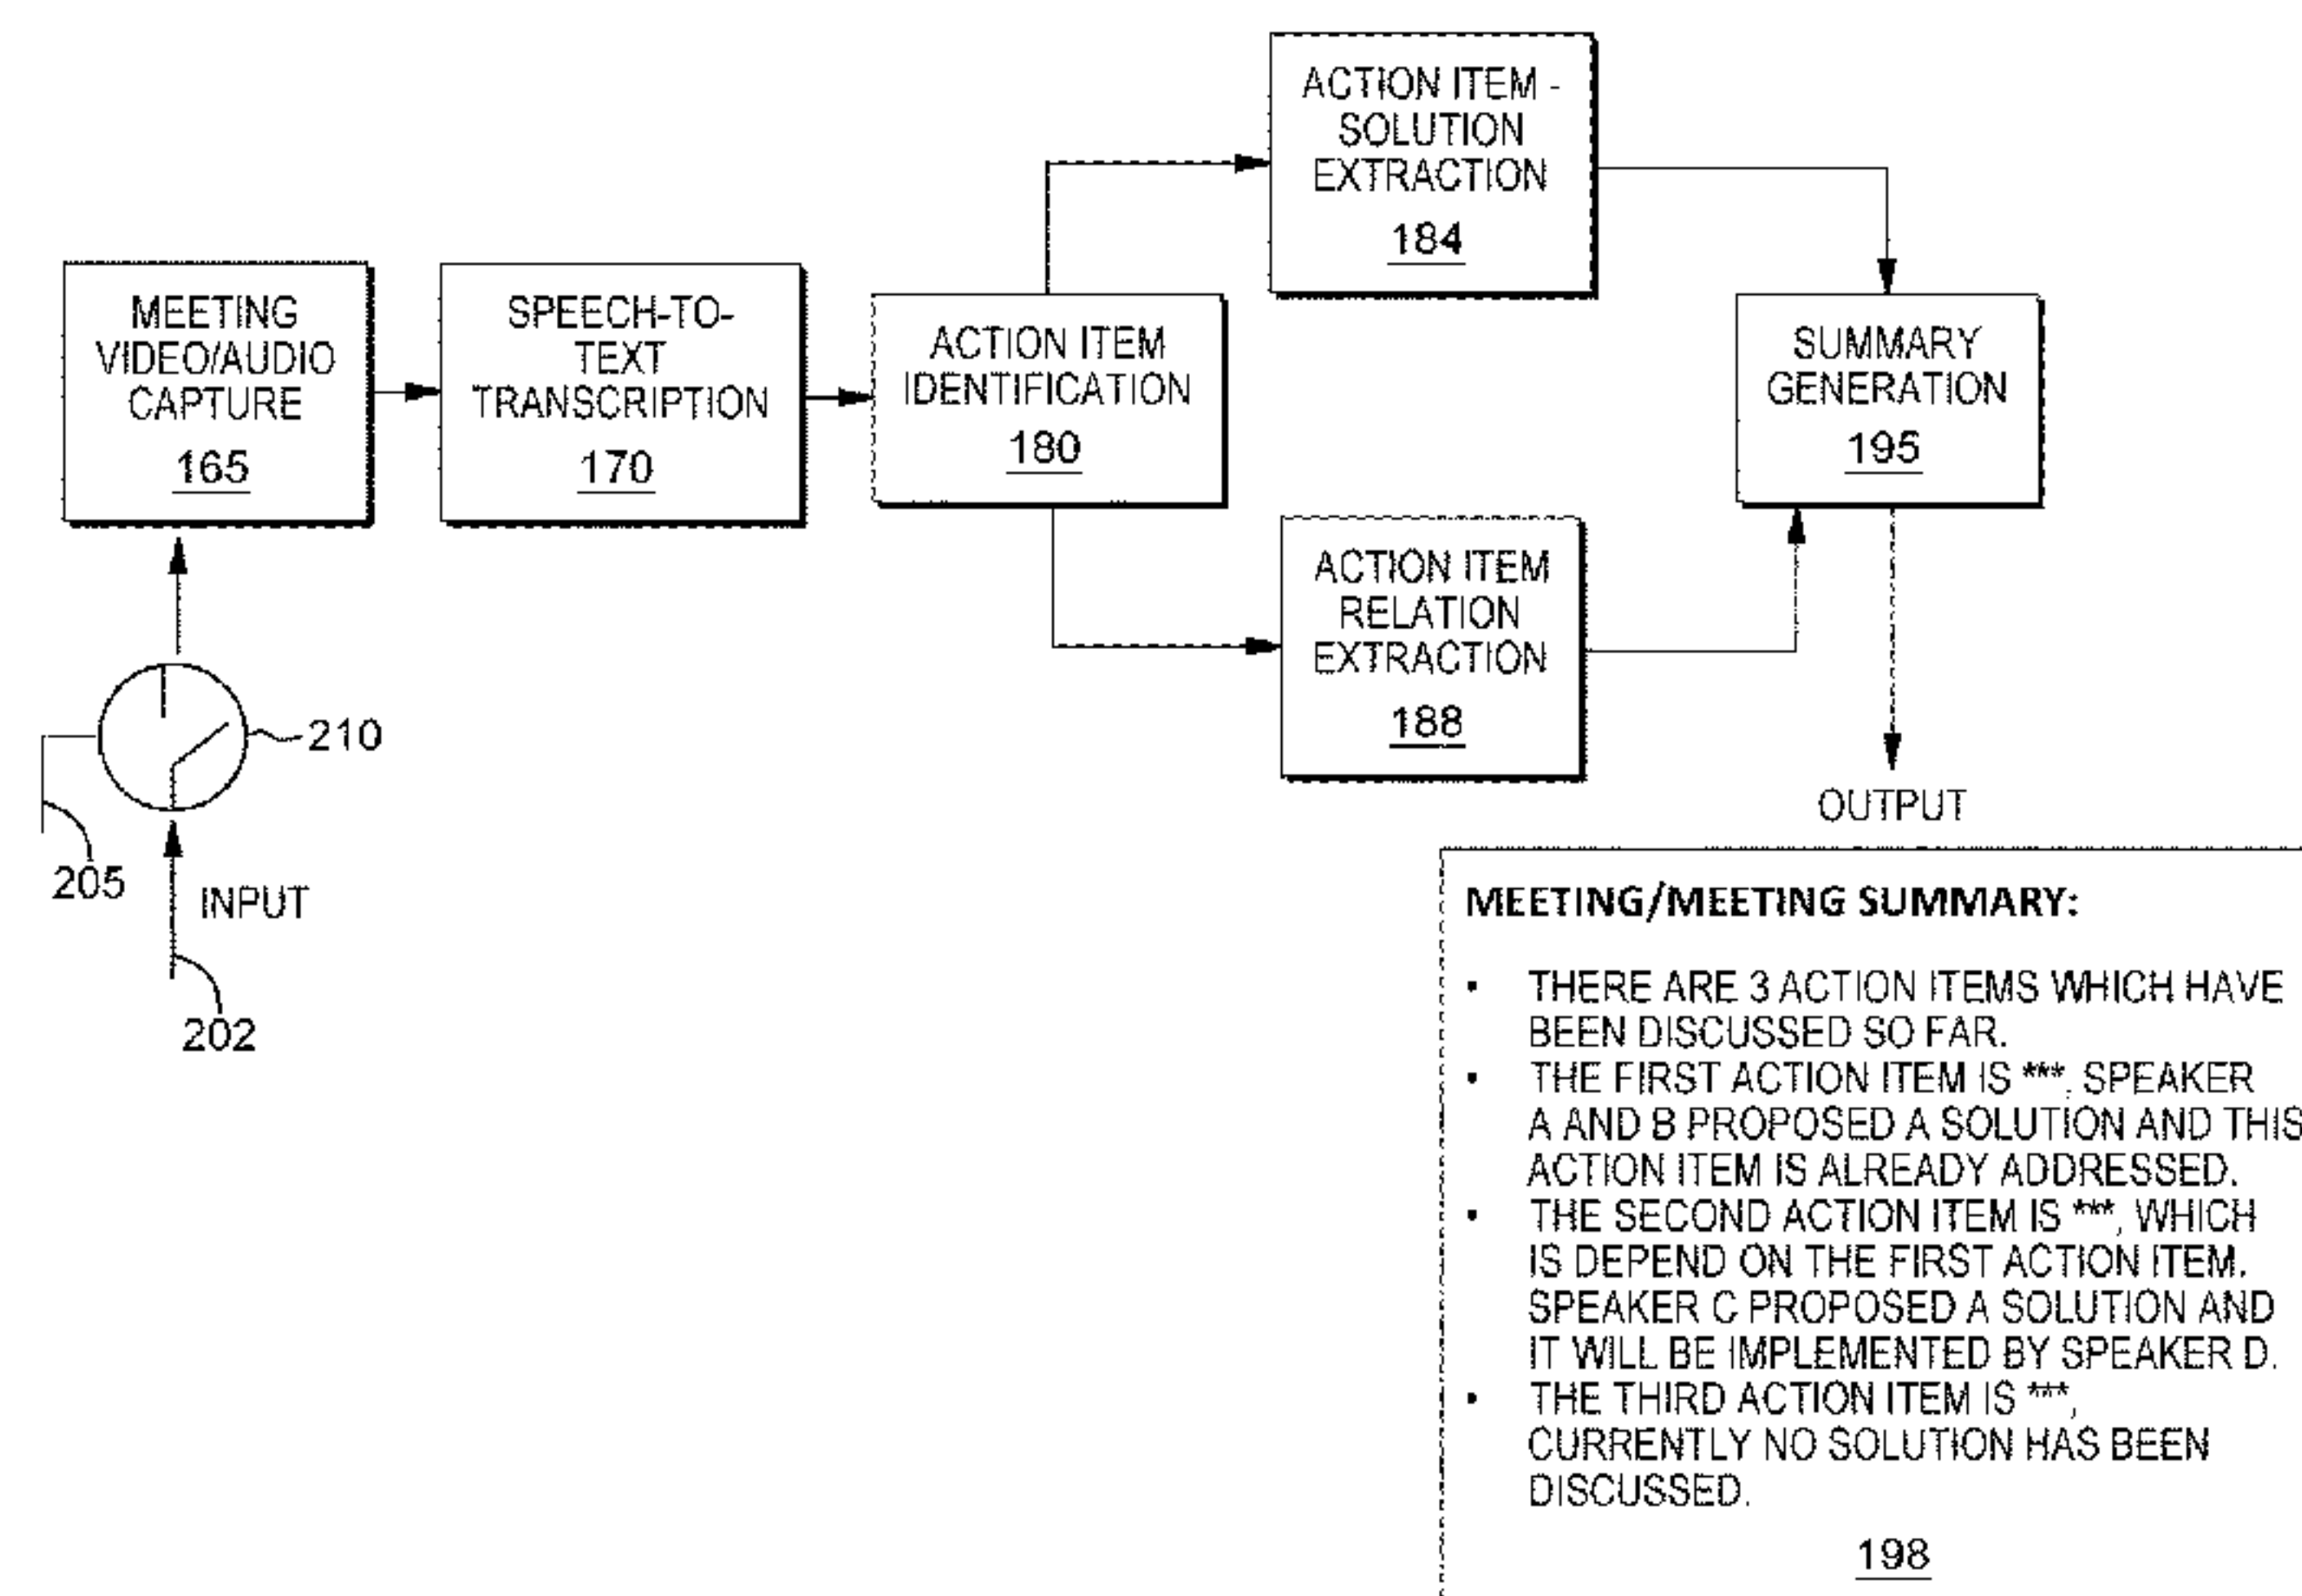 MEETING
VIDEO/AUDIO
CAPTURE
165
SPEECH-TO-
TEXT
TRANSCRIPTION
170
ACTION ITEM
IDENTIFICATION
180
ACTION ITEM -
SOLUTION
EXTRACTION
184
ACTION ITEM
RELATION
EXTRACTION
188
SUMMARY
GENERATION
195
210
205
INPUT
202
OUTPUT
MEETING/MEETING SUMMARY:
• THERE ARE 3 ACTION ITEMS WHICH HAVE
BEEN DISCUSSED SO FAR.
• THE FIRST ACTION ITEM IS ***, SPEAKER
A AND B PROPOSED A SOLUTION AND THIS
ACTION ITEM IS ALREADY ADDRESSED.
• THE SECOND ACTION ITEM IS ***, WHICH
IS DEPEND ON THE FIRST ACTION ITEM.
SPEAKER C PROPOSED A SOLUTION AND
IT WILL BE IMPLEMENTED BY SPEAKER D.
• THE THIRD ACTION ITEM IS ***,
CURRENTLY NO SOLUTION HAS BEEN
DISCUSSED.
198